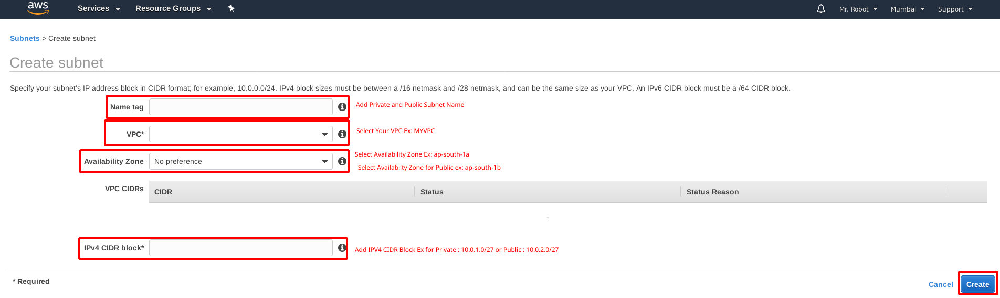 aws Services Resource Groups Mr. Robot Mumbai Support
Subnets > Create subnet
Create subnet
Specify your subnet's IP address block in CIDR format; for example, 10.0.0.0/24. IPv4 block sizes must be between a /16 netmask and /28 netmask, and can be the same size as your VPC. An IPv6 CIDR block must be a /64 CIDR block.
Name tag Add Private and Public Subnet Name
VPC* Select Your VPC Ex: MYVPC
Select Availability Zone Ex: ap-south-1a
Availability Zone No preference
Select Availabilty Zone for Public ex: ap-south-1b
VPC CIDRs CIDR Status Status Reason
-
IPv4 CIDR block* Add IPV4 CIDR Block Ex for Private : 10.0.1.0/27 or Public : 10.0.2.0/27
* Required
Cancel Create